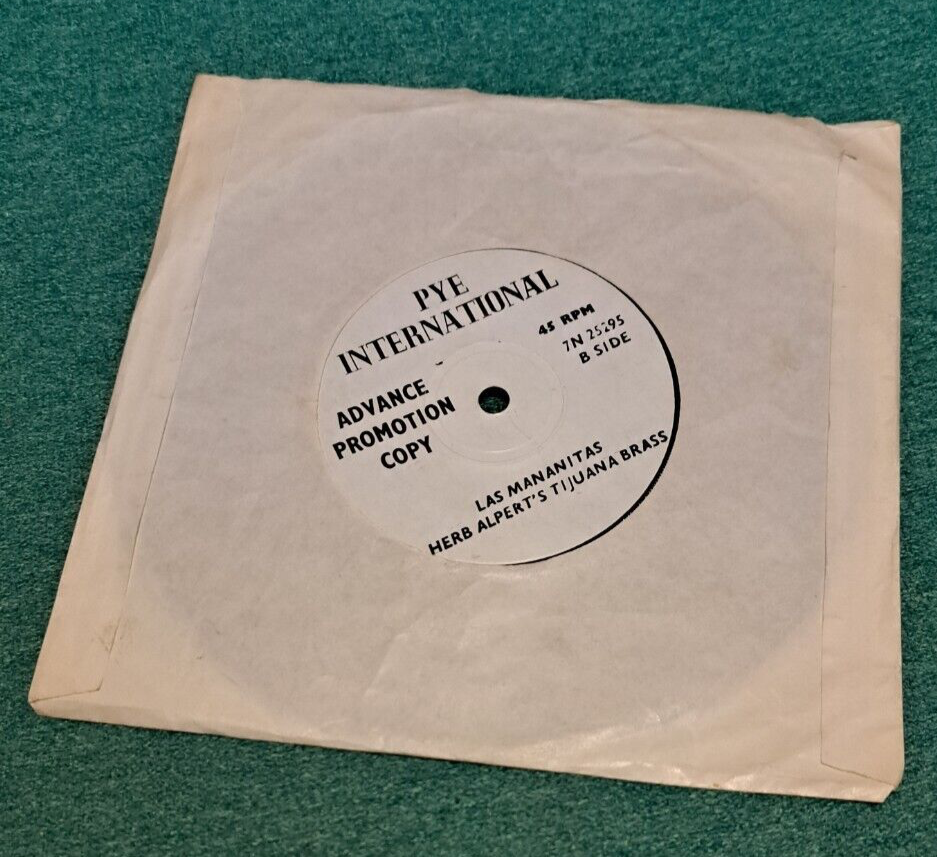 PYE
INTERNATIONAL
45 RPM
7N 25295
B SIDE
ADVANCE
PROMOTION
COPY
LAS MANANITAS
HERB ALPERT'S TIJUANA BRASS